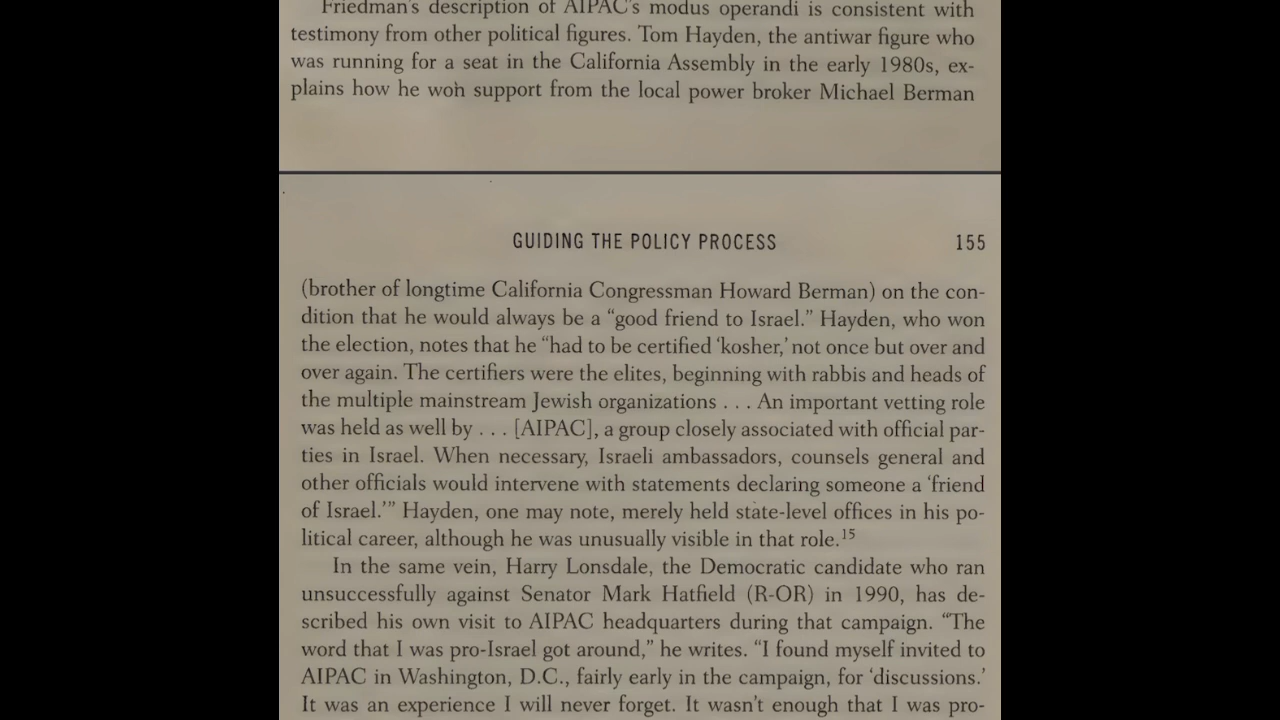 Friedman's description of AIPAC's modus operandi is consistent with
testimony from other political figures. Tom Hayden, the antiwar figure who
was running for a seat in the California Assembly in the early 1980s, ex-
plains how he won support from the local power broker Michael Berman
GUIDING THE POLICY PROCESS 155
(brother of longtime California Congressman Howard Berman) on the con-
dition that he would always be a “good friend to Israel.” Hayden, who won
the election, notes that he “had to be certified ‘kosher,’ not once but over and
over again. The certifiers were the elites, beginning with rabbis and heads of
the multiple mainstream Jewish organizations . . . An important vetting role
was held as well by . . . [AIPAC], a group closely associated with official par-
ties in Israel. When necessary, Israeli ambassadors, counsels general and
other officials would intervene with statements declaring someone a ‘friend
of Israel.’” Hayden, one may note, merely held state-level offices in his po-
litical career, although he was unusually visible in that role.15
In the same vein, Harry Lonsdale, the Democratic candidate who ran
unsuccessfully against Senator Mark Hatfield (R-OR) in 1990, has de-
scribed his own visit to AIPAC headquarters during that campaign. “The
word that I was pro-Israel got around,” he writes. “I found myself invited to
AIPAC in Washington, D.C., fairly early in the campaign, for ‘discussions.’
It was an experience I will never forget. It wasn't enough that I was pro-